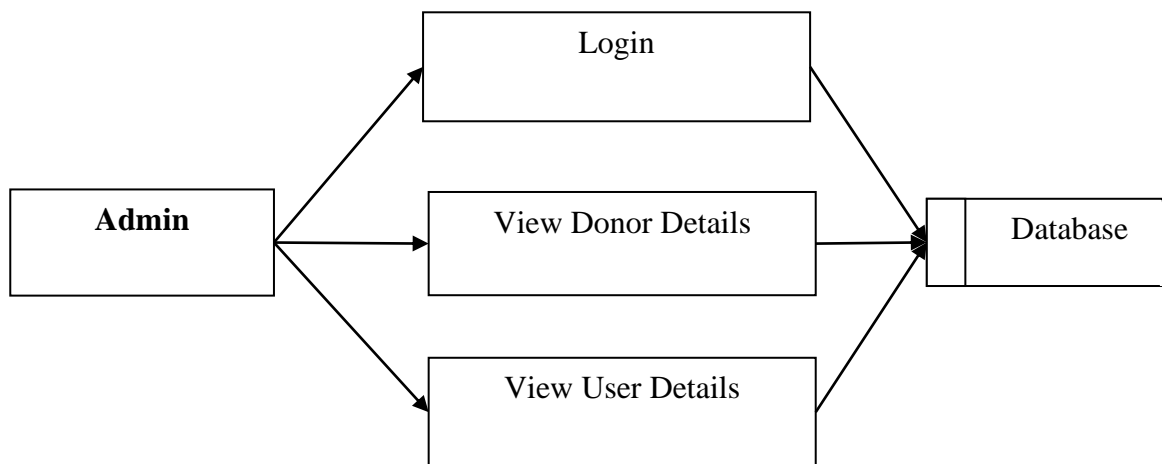 Login
Admin
View Donor Details
Database
View User Details